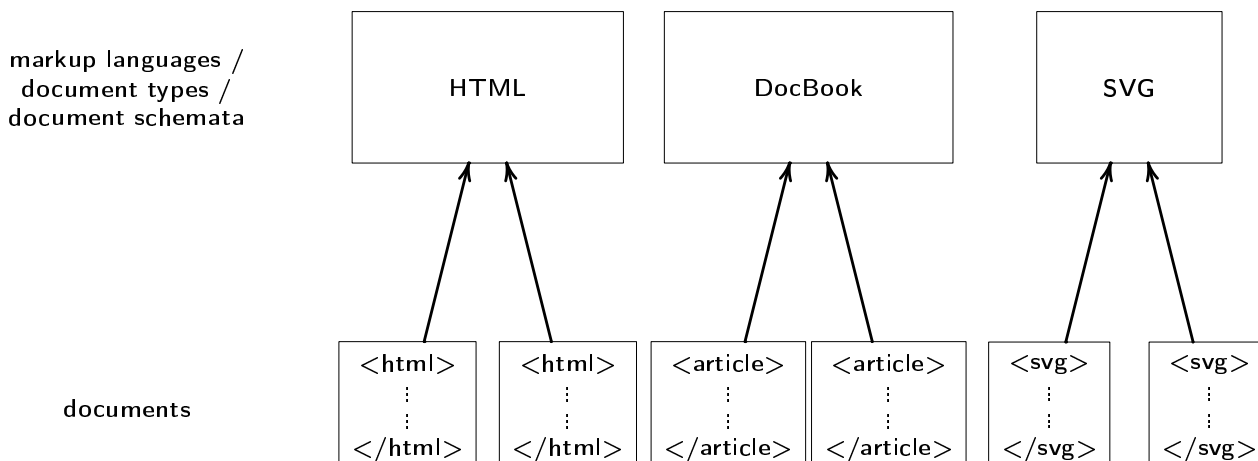 markup languages /
document types /
document schemata
HTML
DocBook
SVG
documents
<html>
⋮
⋮
</html>
<html>
⋮
⋮
</html>
<article>
⋮
⋮
</article>
<article>
⋮
⋮
</article>
<svg>
⋮
⋮
</svg>
<svg>
⋮
⋮
</svg>